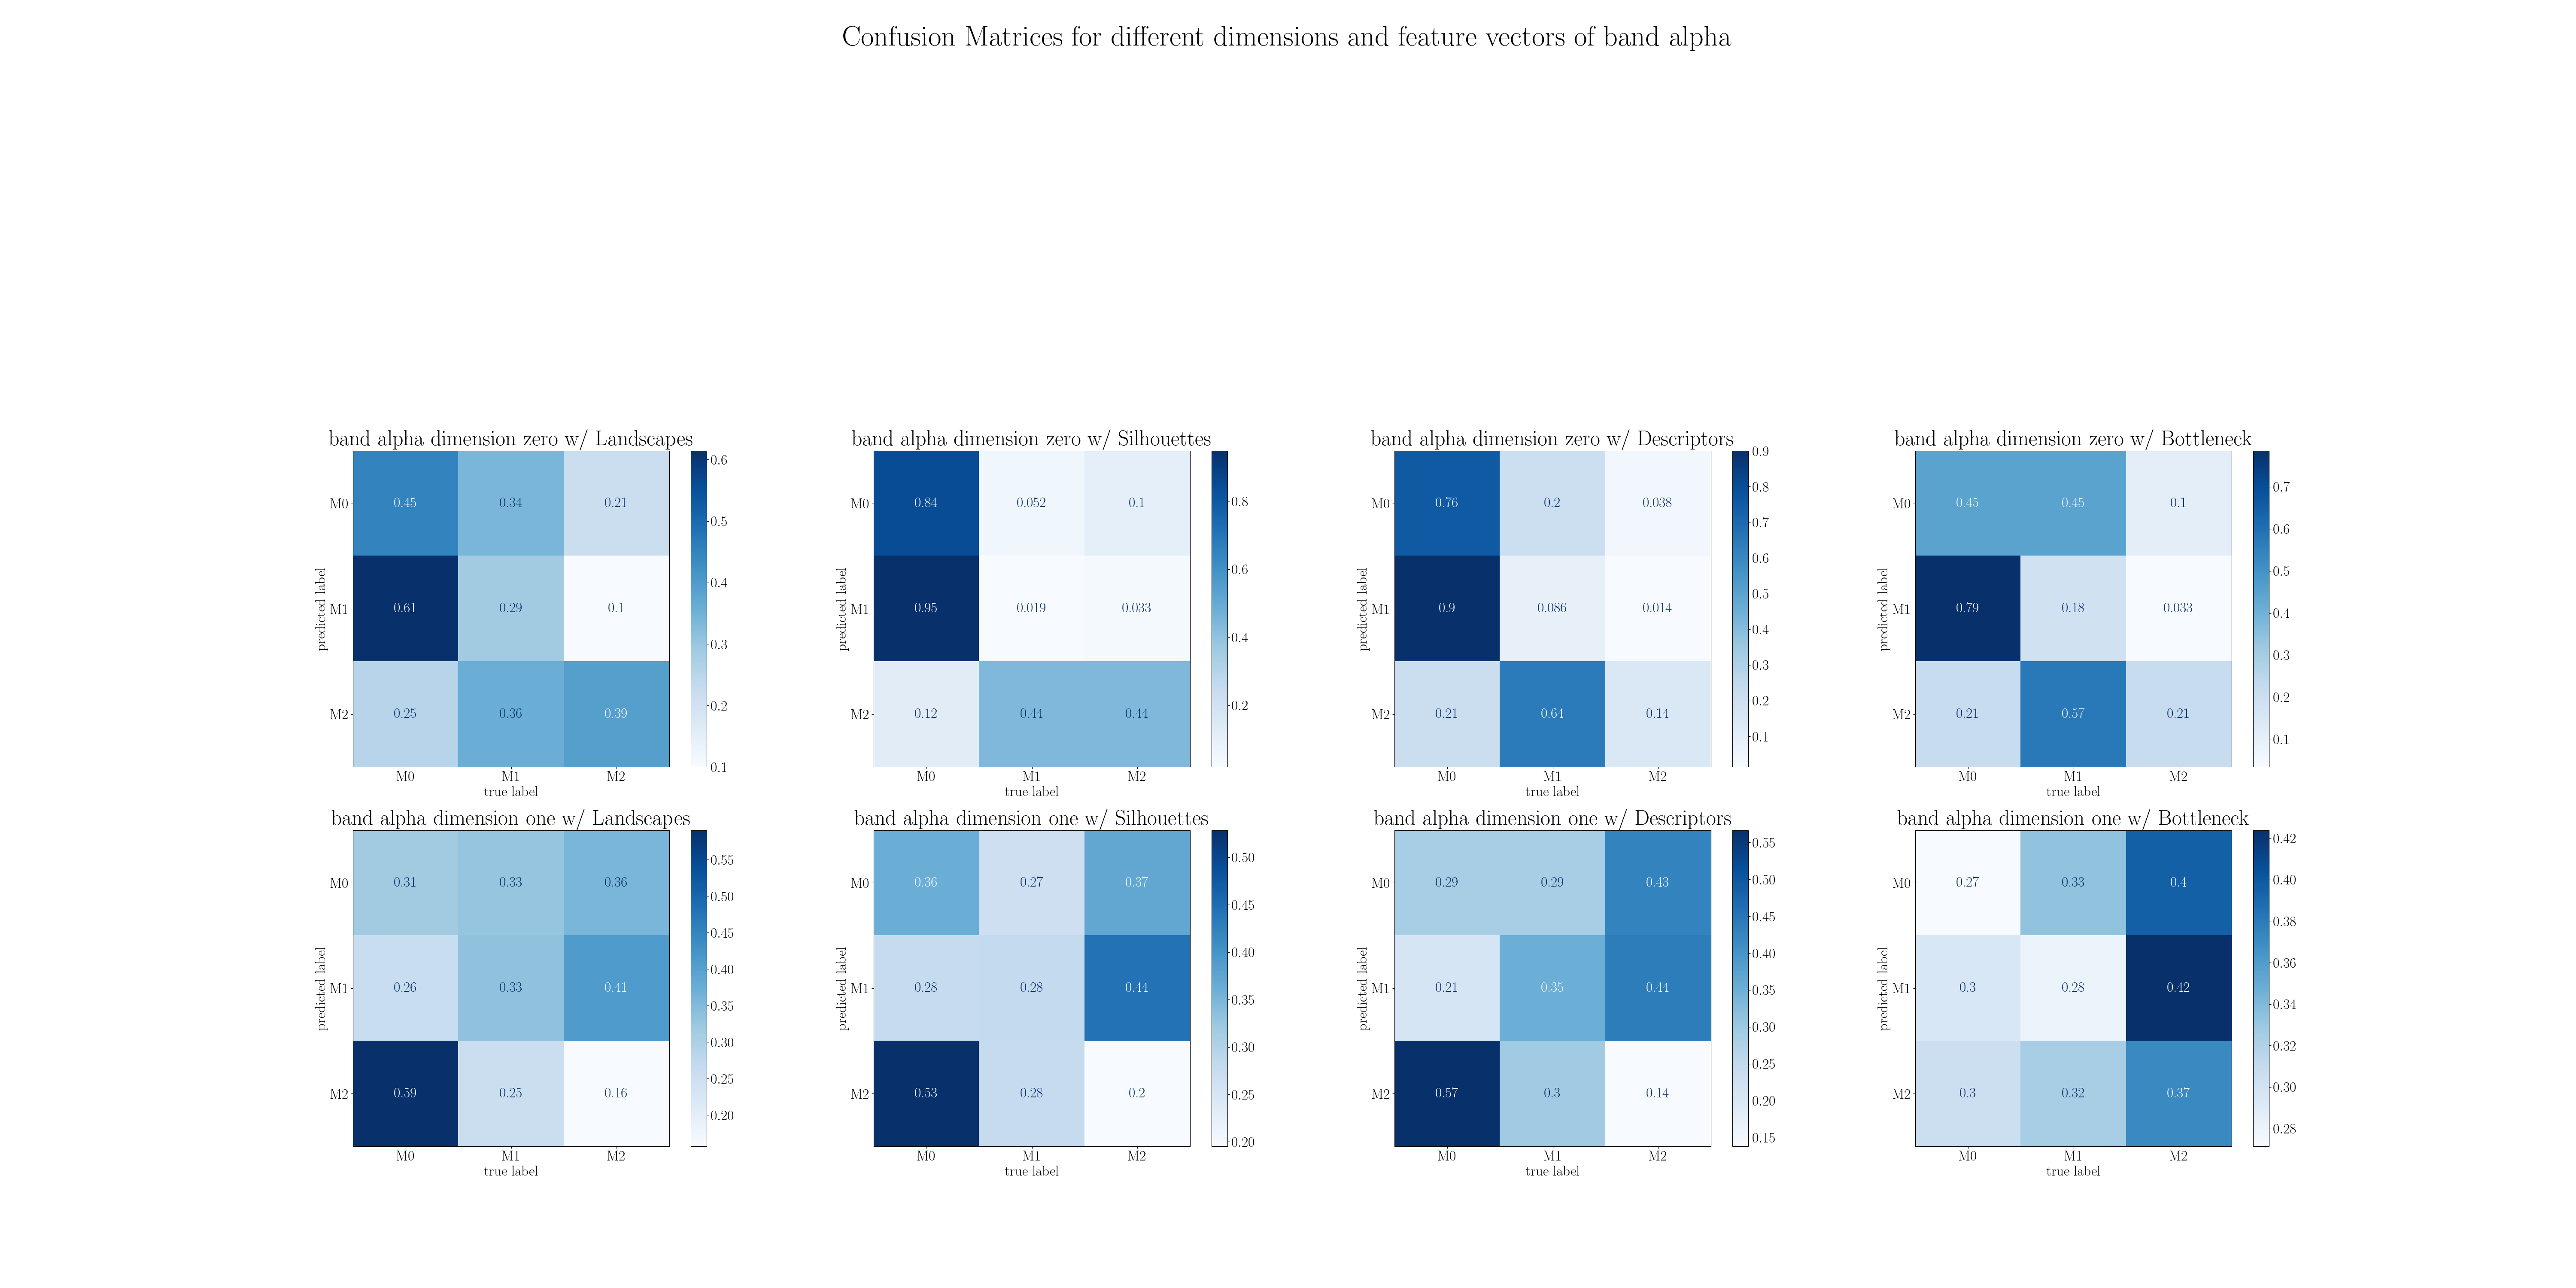 Confusion Matrices for different dimensions and feature vectors of band alpha
band alpha dimension zero w/ Landscapes
predicted label
M0 0.45 0.34 0.21
M1 0.61 0.29 0.1
M2 0.25 0.36 0.39
M0 M1 M2
true label
0.6
0.5
0.4
0.3
0.2
0.1
band alpha dimension zero w/ Silhouettes
predicted label
M0 0.84 0.052 0.1
M1 0.95 0.019 0.033
M2 0.12 0.44 0.44
M0 M1 M2
true label
0.8
0.6
0.4
0.2
band alpha dimension zero w/ Descriptors
predicted label
M0 0.76 0.2 0.038
M1 0.9 0.086 0.014
M2 0.21 0.64 0.14
M0 M1 M2
true label
0.9
0.8
0.7
0.6
0.5
0.4
0.3
0.2
0.1
band alpha dimension zero w/ Bottleneck
predicted label
M0 0.45 0.45 0.1
M1 0.79 0.18 0.033
M2 0.21 0.57 0.21
M0 M1 M2
true label
0.7
0.6
0.5
0.4
0.3
0.2
0.1
band alpha dimension one w/ Landscapes
predicted label
M0 0.31 0.33 0.36
M1 0.26 0.33 0.41
M2 0.59 0.25 0.16
M0 M1 M2
true label
0.55
0.50
0.45
0.40
0.35
0.30
0.25
0.20
band alpha dimension one w/ Silhouettes
predicted label
M0 0.36 0.27 0.37
M1 0.28 0.28 0.44
M2 0.53 0.28 0.2
M0 M1 M2
true label
0.50
0.45
0.40
0.35
0.30
0.25
0.20
band alpha dimension one w/ Descriptors
predicted label
M0 0.29 0.29 0.43
M1 0.21 0.35 0.44
M2 0.57 0.3 0.14
M0 M1 M2
true label
0.55
0.50
0.45
0.40
0.35
0.30
0.25
0.20
0.15
band alpha dimension one w/ Bottleneck
predicted label
M0 0.27 0.33 0.4
M1 0.3 0.28 0.42
M2 0.3 0.32 0.37
M0 M1 M2
true label
0.42
0.40
0.38
0.36
0.34
0.32
0.30
0.28